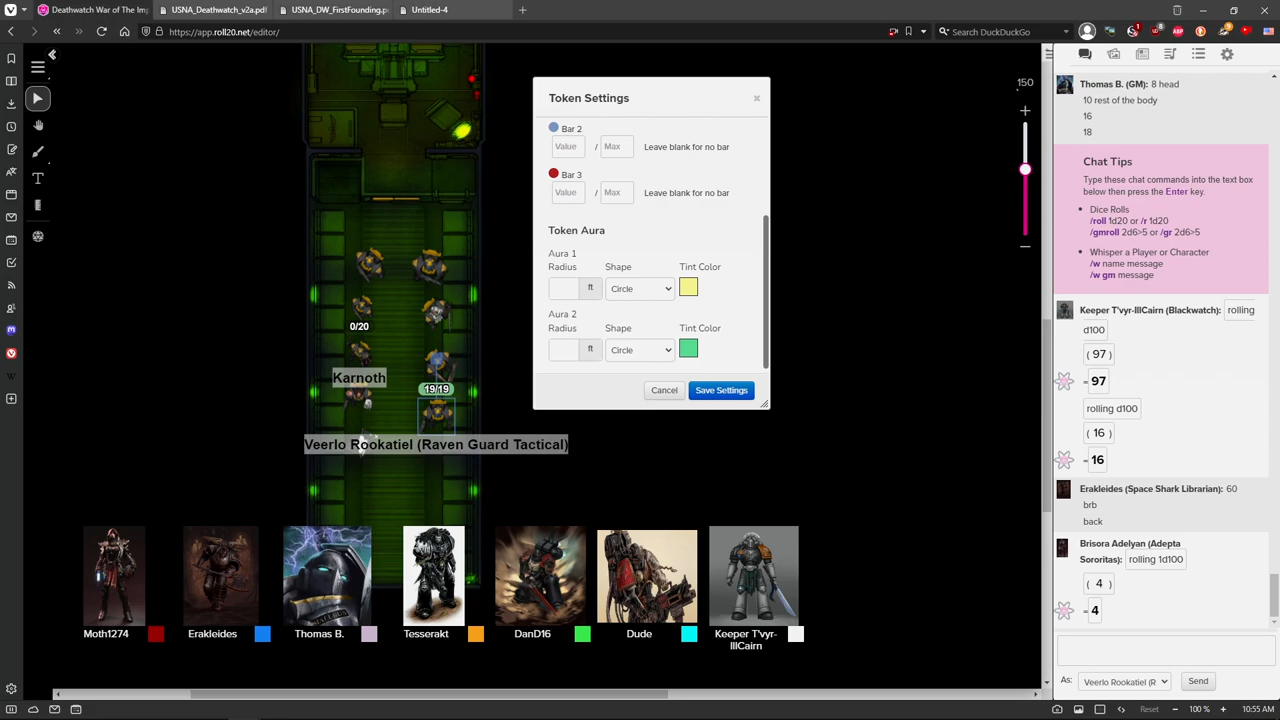 Deathwatch War of The Imp
USNA_Deathwatch_v2a.pdf
USNA_DW_FirstFounding.p
Untitled-4
https://app.roll20.net/editor/
Search DuckDuckGo
Token Settings
Bar 2
Value / Max Leave blank for no bar
Bar 3
Value / Max Leave blank for no bar
Token Aura
Aura 1
Radius Shape Tint Color
ft Circle
Aura 2
Radius Shape Tint Color
ft Circle
Cancel Save Settings
150
0/20
Karnoth
19/19
Veerlo Rookatiel (Raven Guard Tactical)
Moth1274
Erakleides
Thomas B.
Tesserakt
DanD16
Dude
Keeper T'vyr-
IllCairn
Thomas B. (GM): 8 head
10 rest of the body
16
18
Chat Tips
Type these chat commands into the text box
below then press the Enter key.
Dice Rolls
/roll 1d20 or /r 1d20
/gmroll 2d6>5 or /gr 2d6>5
Whisper a Player or Character
/w name message
/w gm message
Keeper T'vyr-IllCairn (Blackwatch): rolling
d100
( 97 )
= 97
rolling d100
( 16 )
= 16
Erakleides (Space Shark Librarian): 60
brb
back
Brisora Adelyan (Adepta
Sororitas): rolling 1d100
( 4 )
= 4
As: Veerlo Rookatiel (R Send
Reset 100 % 10:55 AM